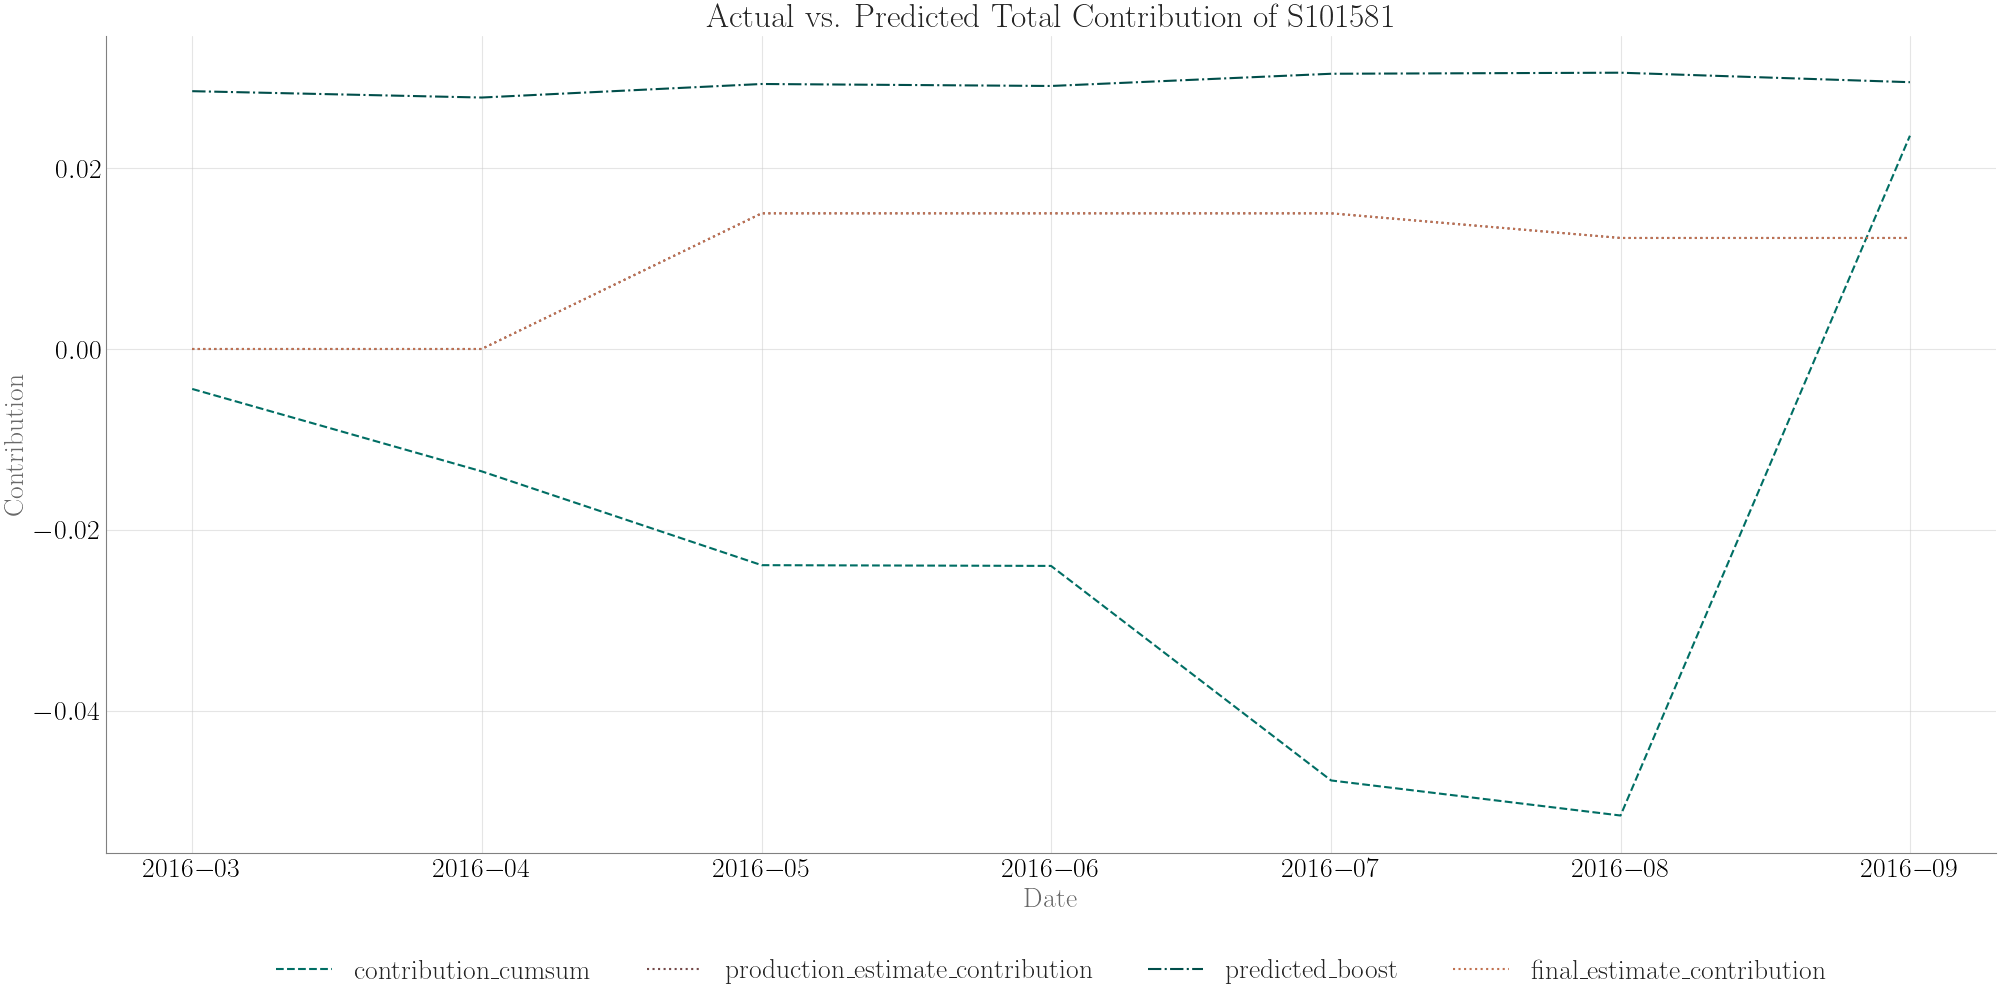 Actual vs. Predicted Total Contribution of S101581
0.02
0.00
−0.02
−0.04
Contribution
2016−03 2016−04 2016−05 2016−06 2016−07 2016−08 2016−09
Date
contribution_cumsum production_estimate_contribution predicted_boost final_estimate_contribution